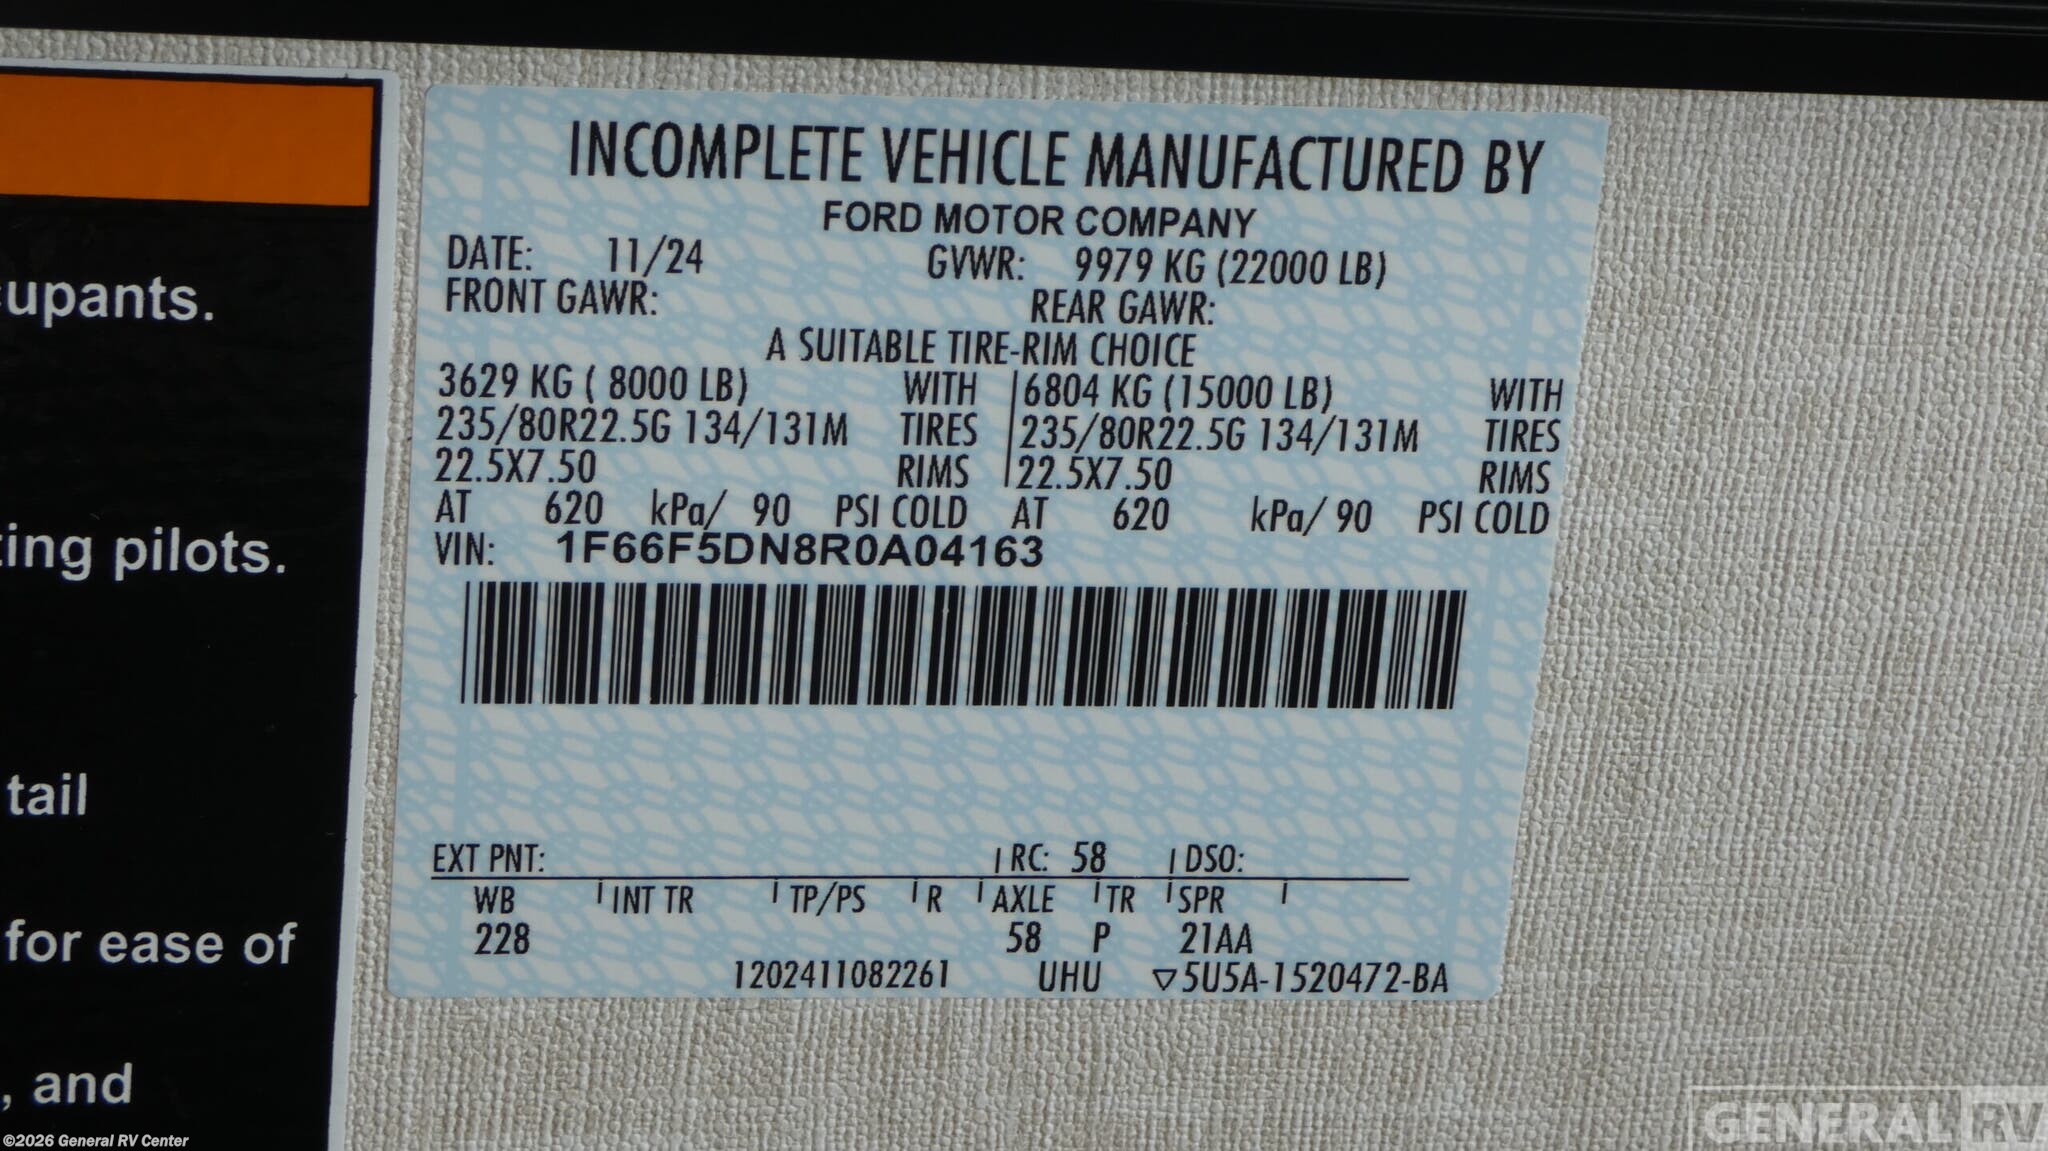 INCOMPLETE VEHICLE MANUFACTURED BY
FORD MOTOR COMPANY
DATE: 11/24 GVWR: 9979 KG (22000 LB)
FRONT GAWR: REAR GAWR:
A SUITABLE TIRE-RIM CHOICE
3629 KG ( 8000 LB) WITH 6804 KG (15000 LB) WITH
235/80R22.5G 134/131M TIRES 235/80R22.5G 134/131M TIRES
22.5X7.50 RIMS 22.5X7.50 RIMS
AT 620 kPa/ 90 PSI COLD AT 620 kPa/ 90 PSI COLD
VIN: 1F66F5DN8R0A04163
EXT PNT: RC: 58 DSO:
WB INT TR TP/PS R AXLE TR SPR
228 58 P 21AA
1202411082261 UHU ▽5U5A-1520472-BA
upants.
ing pilots.
tail
for ease of
, and
©2026 General RV Center
GENERAL RV